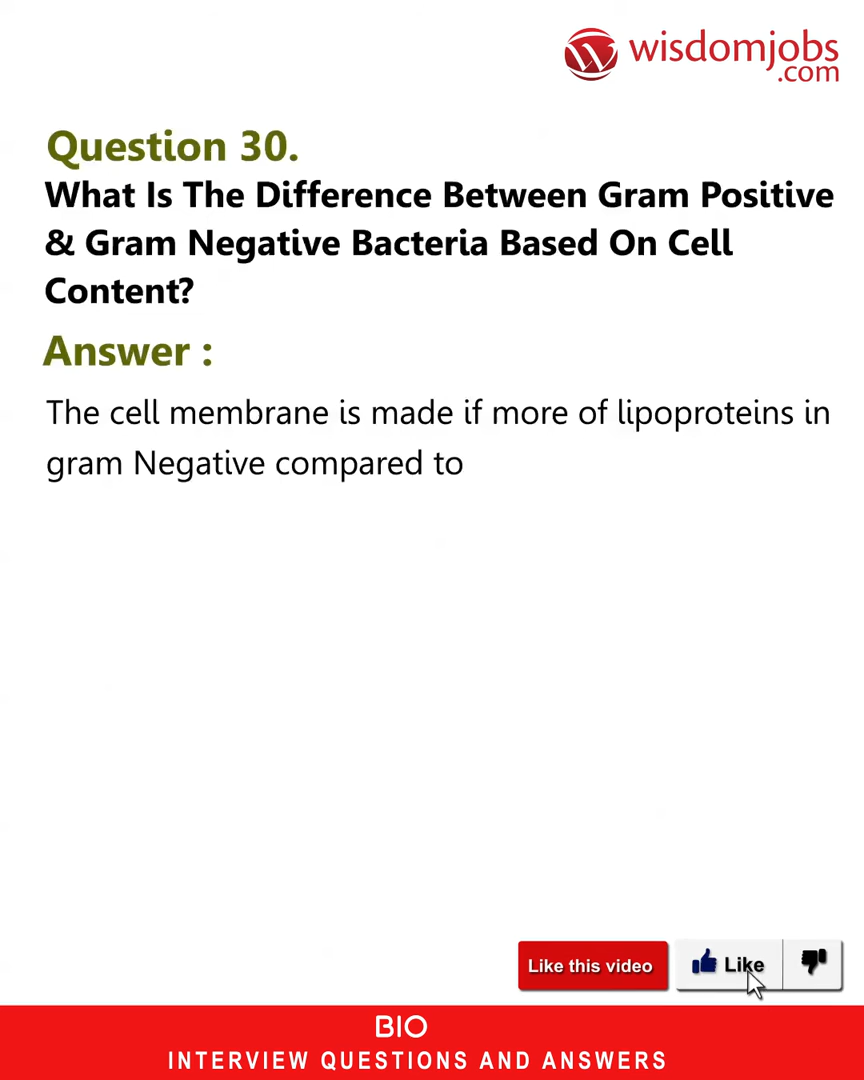 wisdomjobs
.com
Question 30.
What Is The Difference Between Gram Positive
& Gram Negative Bacteria Based On Cell
Content?
Answer :
The cell membrane is made if more of lipoproteins in
gram Negative compared to
Like this video
Like
BIO
INTERVIEW QUESTIONS AND ANSWERS